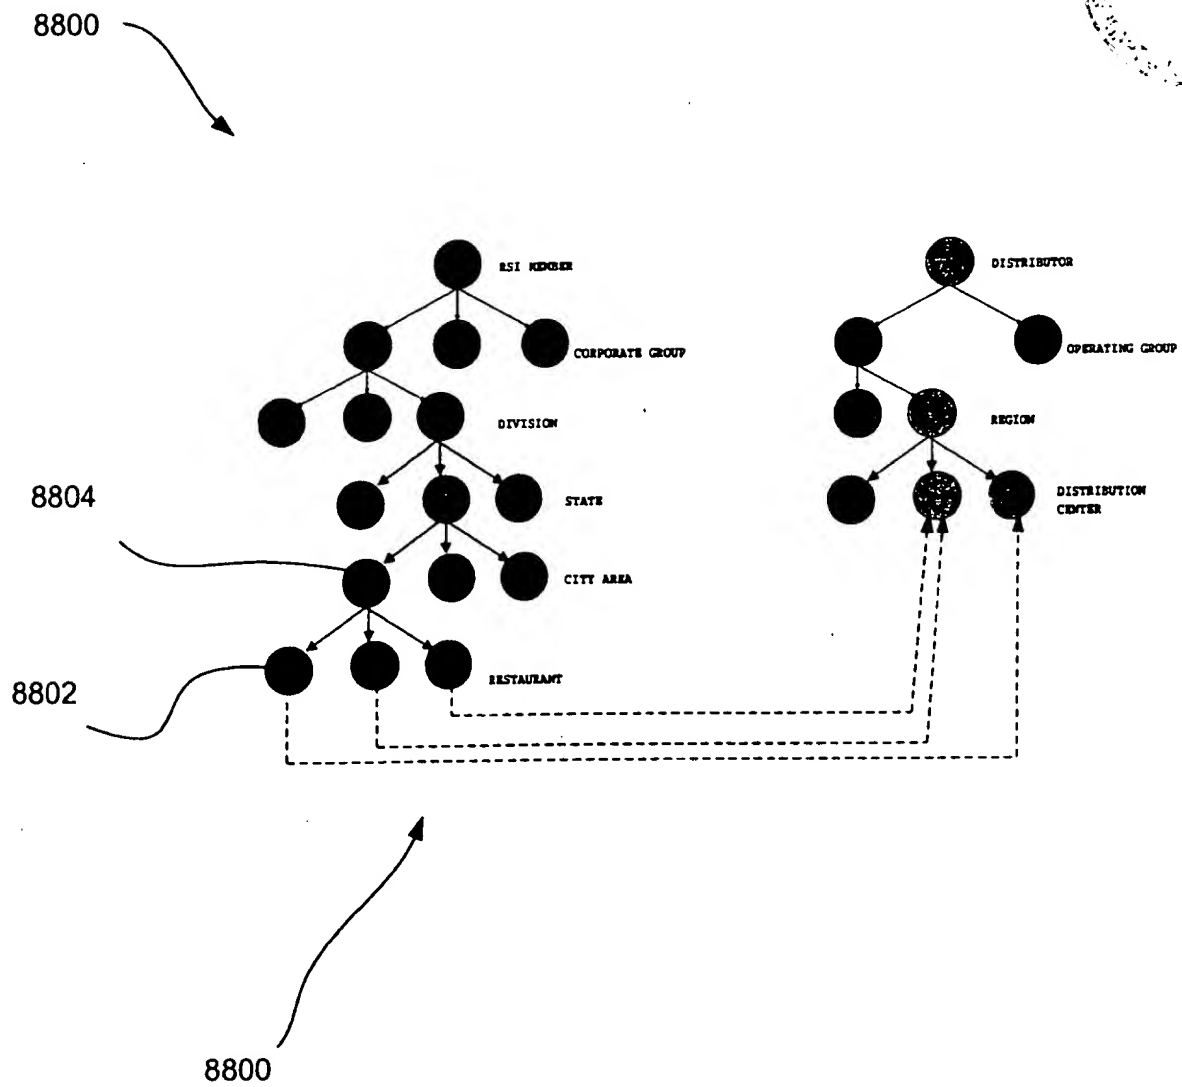 8800
RSI MEMBER
DISTRIBUTOR
CORPORATE GROUP
OPERATING GROUP
DIVISION
REGION
8804
STATE
DISTRIBUTION
CENTER
CITY AREA
8802
RESTAURANT
8800